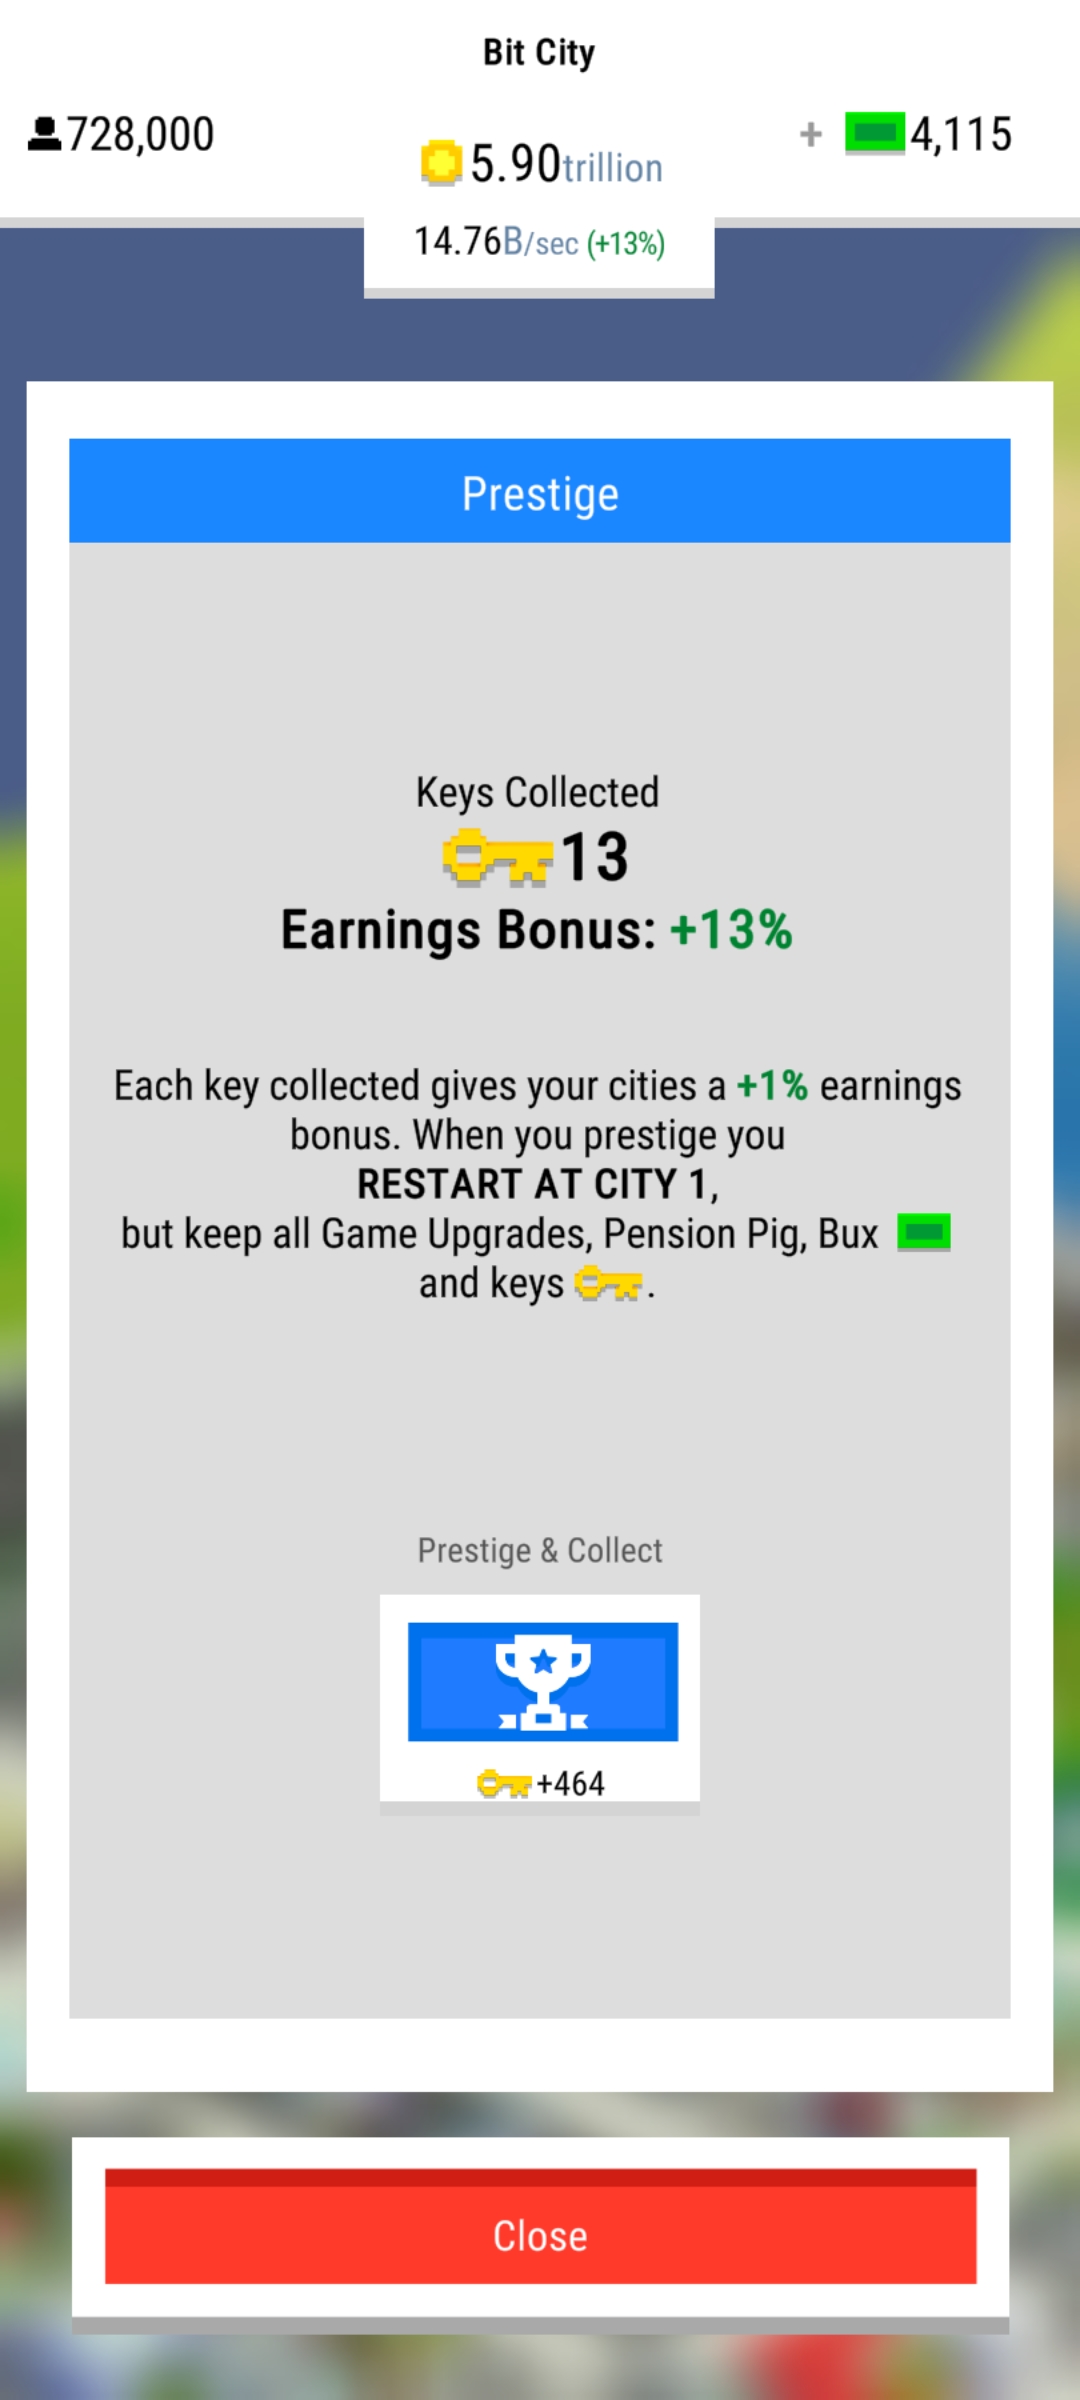 Bit City
728,000
+ 4,115
5.90trillion
14.76B/sec (+13%)
Prestige
Keys Collected
13
Earnings Bonus: +13%
Each key collected gives your cities a +1% earnings
bonus. When you prestige you
RESTART AT CITY 1,
but keep all Game Upgrades, Pension Pig, Bux
and keys .
Prestige & Collect
+464
Close